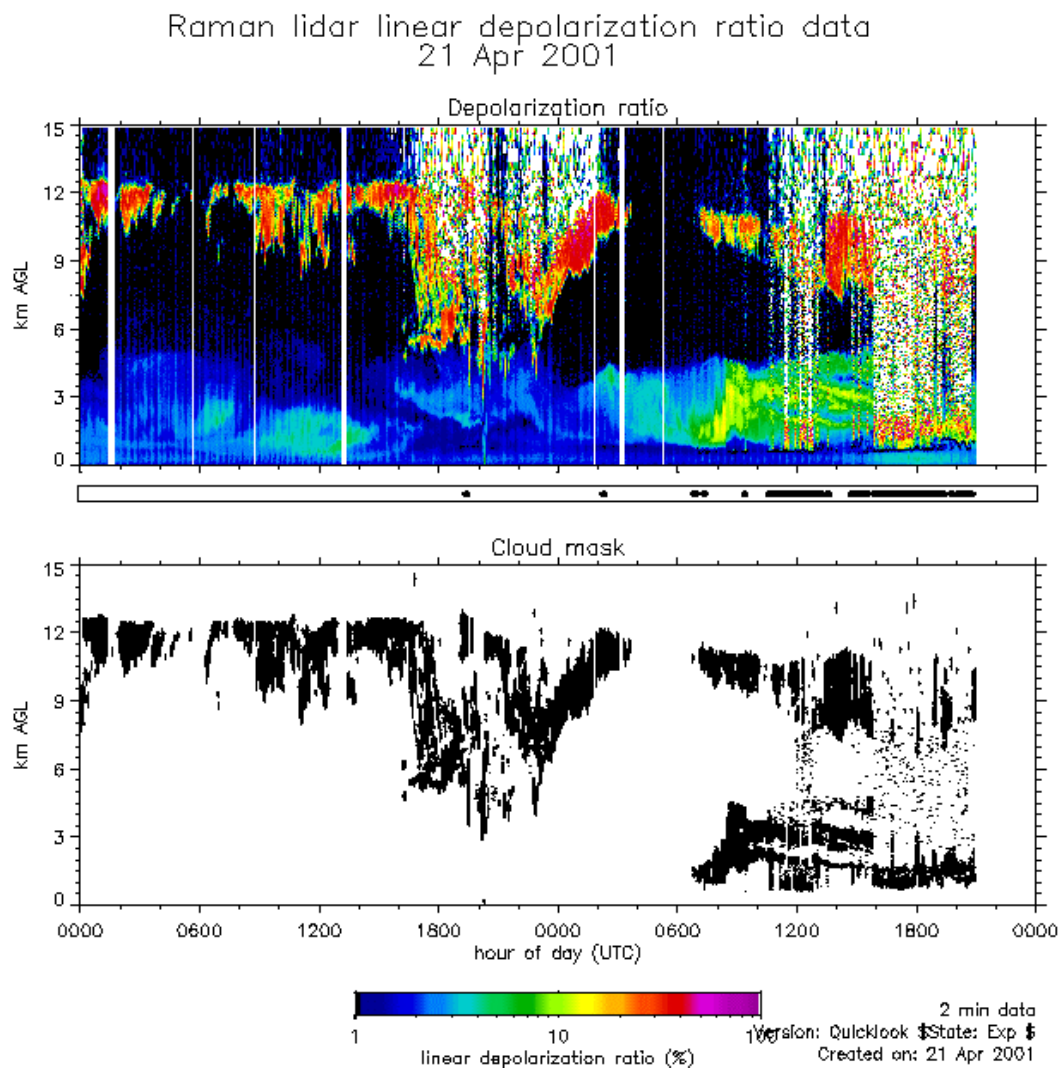 Raman lidar linear depolarization ratio data
21 Apr 2001
Depolarization ratio
15
12
9
6
3
0
km AGL
Cloud mask
15
12
9
6
3
0
km AGL
0000 0600 1200 1800 0000 0600 1200 1800 0000
hour of day (UTC)
1 10 100
linear depolarization ratio (%)
2 min data
Version: Quicklook $State: Exp $
Created on: 21 Apr 2001